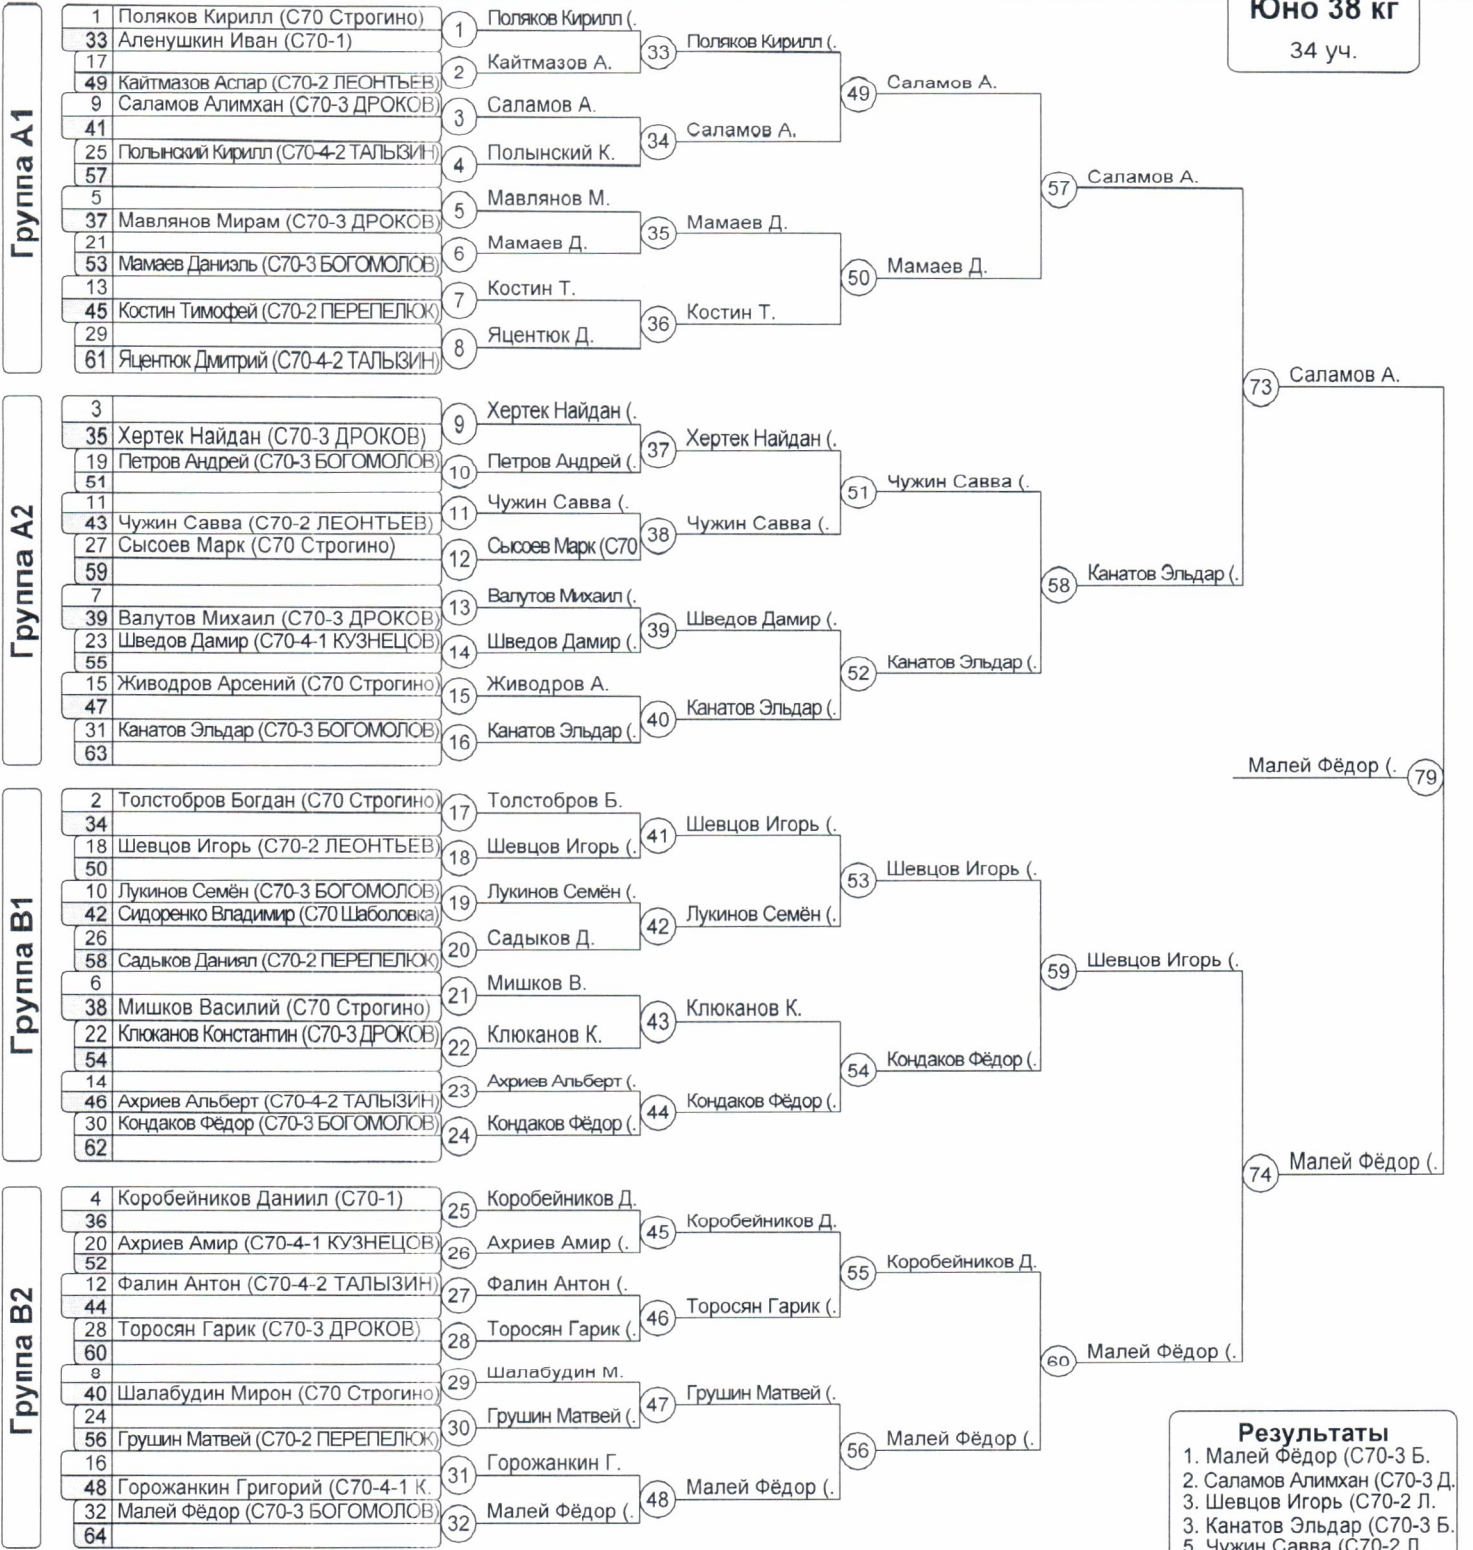 Юно 38 кг
34 уч.
Группа A1
1 Поляков Кирилл (С70 Строгино)
33 Аленушкин Иван (С70-1)
17
49 Кайтмазов Аспар (С70-2 ЛЕОНТЬЕВ)
9 Саламов Алимхан (С70-3 ДРОКОВ)
41
25 Полынский Кирилл (С70-4-2 ТАЛЫЗИН)
57
5
37 Мавлянов Мирам (С70-3 ДРОКОВ)
21
53 Мамаев Даниэль (С70-3 БОГОМОЛОВ)
13
45 Костин Тимофей (С70-2 ПЕРЕПЕЛЮК)
29
61 Яцентюк Дмитрий (С70-4-2 ТАЛЫЗИН)
1 Поляков Кирилл (.
2 Кайтмазов А.
3 Саламов А.
4 Полынский К.
5 Мавлянов М.
6 Мамаев Д.
7 Костин Т.
8 Яцентюк Д.
33 Поляков Кирилл (.
34 Саламов А.
35 Мамаев Д.
36 Костин Т.
49 Саламов А.
50 Мамаев Д.
57 Саламов А.
Группа A2
3
35 Хертек Найдан (С70-3 ДРОКОВ)
19 Петров Андрей (С70-3 БОГОМОЛОВ)
51
11
43 Чужин Савва (С70-2 ЛЕОНТЬЕВ)
27 Сысоев Марк (С70 Строгино)
59
7
39 Валутов Михаил (С70-3 ДРОКОВ)
23 Шведов Дамир (С70-4-1 КУЗНЕЦОВ)
55
15 Живодров Арсений (С70 Строгино)
47
31 Канатов Эльдар (С70-3 БОГОМОЛОВ)
63
9 Хертек Найдан (.
10 Петров Андрей (.
11 Чужин Савва (.
12 Сысоев Марк (С70
13 Валутов Михаил (.
14 Шведов Дамир (.
15 Живодров А.
16 Канатов Эльдар (.
37 Хертек Найдан (.
38 Чужин Савва (.
39 Шведов Дамир (.
40 Канатов Эльдар (.
51 Чужин Савва (.
52 Канатов Эльдар (.
58 Канатов Эльдар (.
73 Саламов А.
Малей Фёдор (. 79
Группа B1
2 Толстобров Богдан (С70 Строгино)
34
18 Шевцов Игорь (С70-2 ЛЕОНТЬЕВ)
50
10 Лукинов Семён (С70-3 БОГОМОЛОВ)
42 Сидоренко Владимир (С70 Шаболовка)
26
58 Садыков Даниял (С70-2 ПЕРЕПЕЛЮК)
6
38 Мишков Василий (С70 Строгино)
22 Клюканов Константин (С70-3 ДРОКОВ)
54
14
46 Ахриев Альберт (С70-4-2 ТАЛЫЗИН)
30 Кондаков Фёдор (С70-3 БОГОМОЛОВ)
62
17 Толстобров Б.
18 Шевцов Игорь (.
19 Лукинов Семён (.
20 Садыков Д.
21 Мишков В.
22 Клюканов К.
23 Ахриев Альберт (.
24 Кондаков Фёдор (.
41 Шевцов Игорь (.
42 Лукинов Семён (.
43 Клюканов К.
44 Кондаков Фёдор (.
53 Шевцов Игорь (.
54 Кондаков Фёдор (.
59 Шевцов Игорь (.
Группа B2
4 Коробейников Даниил (С70-1)
36
20 Ахриев Амир (С70-4-1 КУЗНЕЦОВ)
52
12 Фалин Антон (С70-4-2 ТАЛЫЗИН)
44
28 Торосян Гарик (С70-3 ДРОКОВ)
60
8
40 Шалабудин Мирон (С70 Строгино)
24
56 Грушин Матвей (С70-2 ПЕРЕПЕЛЮК)
16
48 Горожанкин Григорий (С70-4-1 К.
32 Малей Фёдор (С70-3 БОГОМОЛОВ)
64
25 Коробейников Д.
26 Ахриев Амир (.
27 Фалин Антон (.
28 Торосян Гарик (.
29 Шалабудин М.
30 Грушин Матвей (.
31 Горожанкин Г.
32 Малей Фёдор (.
45 Коробейников Д.
46 Торосян Гарик (.
47 Грушин Матвей (.
48 Малей Фёдор (.
55 Коробейников Д.
56 Малей Фёдор (.
60 Малей Фёдор (.
74 Малей Фёдор (.
Результаты
1. Малей Фёдор (С70-3 Б.
2. Саламов Алимхан (С70-3 Д.
3. Шевцов Игорь (С70-2 Л.
3. Канатов Эльдар (С70-3 Б.
5. Чужин Савва (С70-2 Л